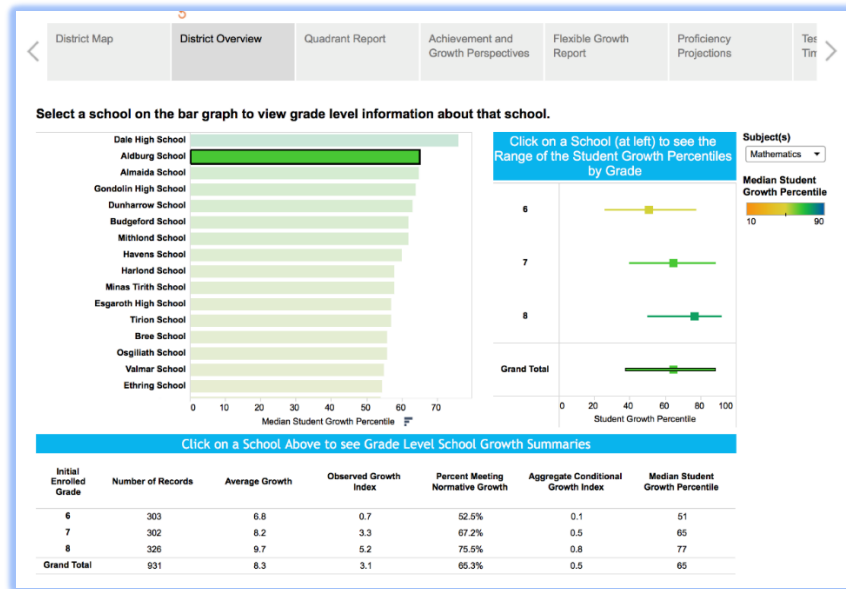 District Map
District Overview
Quadrant Report
Achievement and
Growth Perspectives
Flexible Growth
Report
Proficiency
Projections
Select a school on the bar graph to view grade level information about that school.
Dale High School
Aldburg School
Almaida School
Gondolin High School
Dunharrow School
Budgeford School
Mithlond School
Havens School
Harlond School
Minas Tirith School
Esgaroth High School
Tirion School
Bree School
Osgiliath School
Valmar School
Ethring School
0 10 20 30 40 50 60 70
Median Student Growth Percentile
Click on a School (at left) to see the
Range of the Student Growth Percentiles
by Grade
6
7
8
Grand Total
0 20 40 60 80 100
Student Growth Percentile
Subject(s)
Mathematics
Median Student
Growth Percentile
10 90
Click on a School Above to see Grade Level School Growth Summaries
Initial
Enrolled
Grade
Number of Records
Average Growth
Observed Growth
Index
Percent Meeting
Normative Growth
Aggregate Conditional
Growth Index
Median Student
Growth Percentile
6 303 6.8 0.7 52.5% 0.1 51
7 302 8.2 3.3 67.2% 0.5 65
8 326 9.7 5.2 75.5% 0.8 77
Grand Total 931 8.3 3.1 65.3% 0.5 65